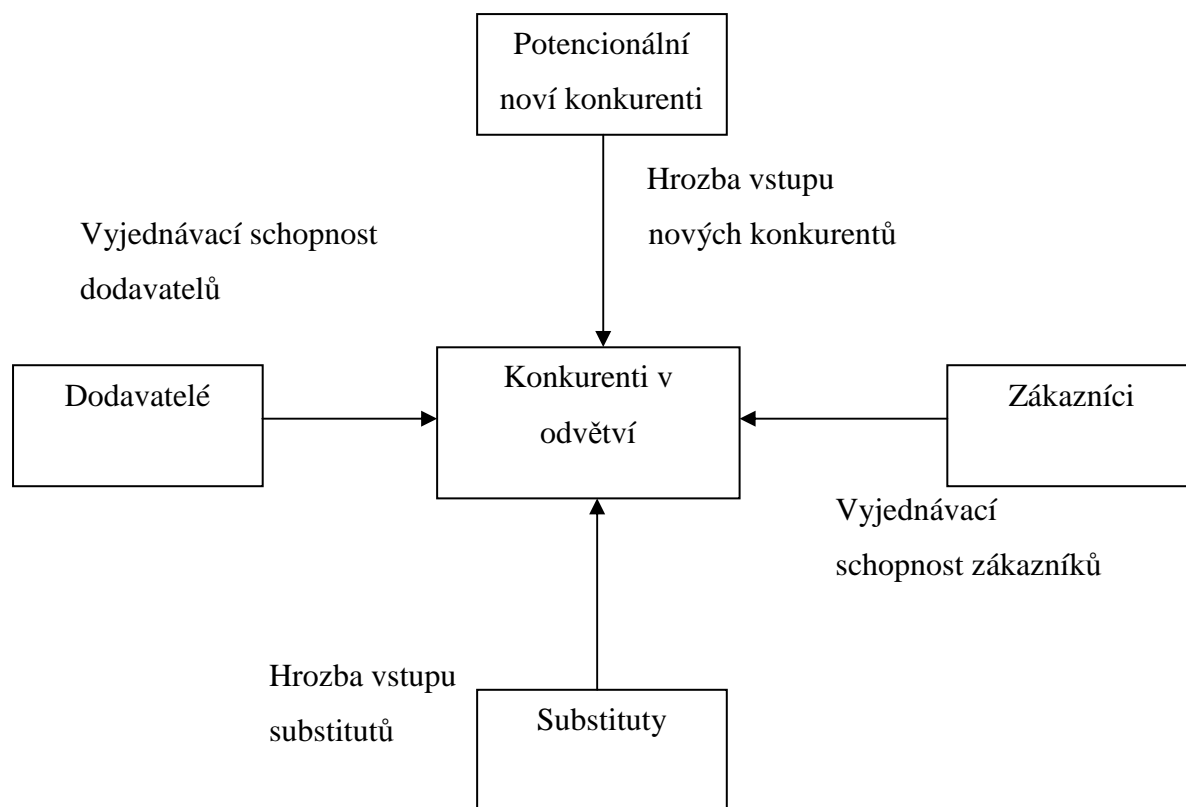 Potencionální
noví konkurenti
Hrozba vstupu
nových konkurentů
Vyjednávací schopnost
dodavatelů
Dodavatelé
Konkurenti v
odvětví
Zákazníci
Vyjednávací
schopnost zákazníků
Hrozba vstupu
substitutů
Substituty